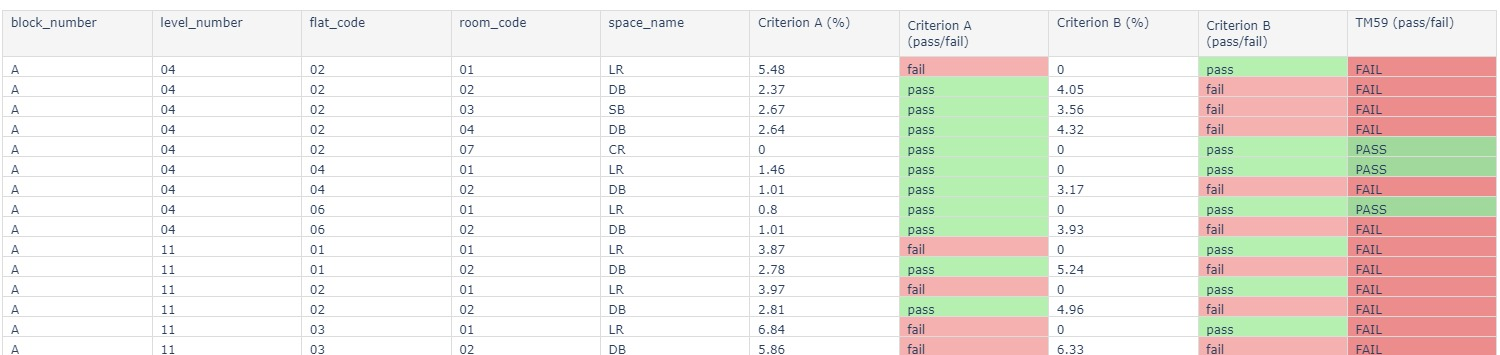 block_number level_number flat_code room_code space_name Criterion A (%) Criterion A (pass/fail) Criterion B (%) Criterion B (pass/fail) TM59 (pass/fail)
A 04 02 01 LR 5.48 fail 0 pass FAIL
A 04 02 02 DB 2.37 pass 4.05 fail FAIL
A 04 02 03 SB 2.67 pass 3.56 fail FAIL
A 04 02 04 DB 2.64 pass 4.32 fail FAIL
A 04 02 07 CR 0 pass 0 pass PASS
A 04 04 01 LR 1.46 pass 0 pass PASS
A 04 04 02 DB 1.01 pass 3.17 fail FAIL
A 04 06 01 LR 0.8 pass 0 pass PASS
A 04 06 02 DB 1.01 pass 3.93 fail FAIL
A 11 01 01 LR 3.87 fail 0 pass FAIL
A 11 01 02 DB 2.78 pass 5.24 fail FAIL
A 11 02 01 LR 3.97 fail 0 pass FAIL
A 11 02 02 DB 2.81 pass 4.96 fail FAIL
A 11 03 01 LR 6.84 fail 0 pass FAIL
A 11 03 02 DB 5.86 fail 6.33 fail FAIL